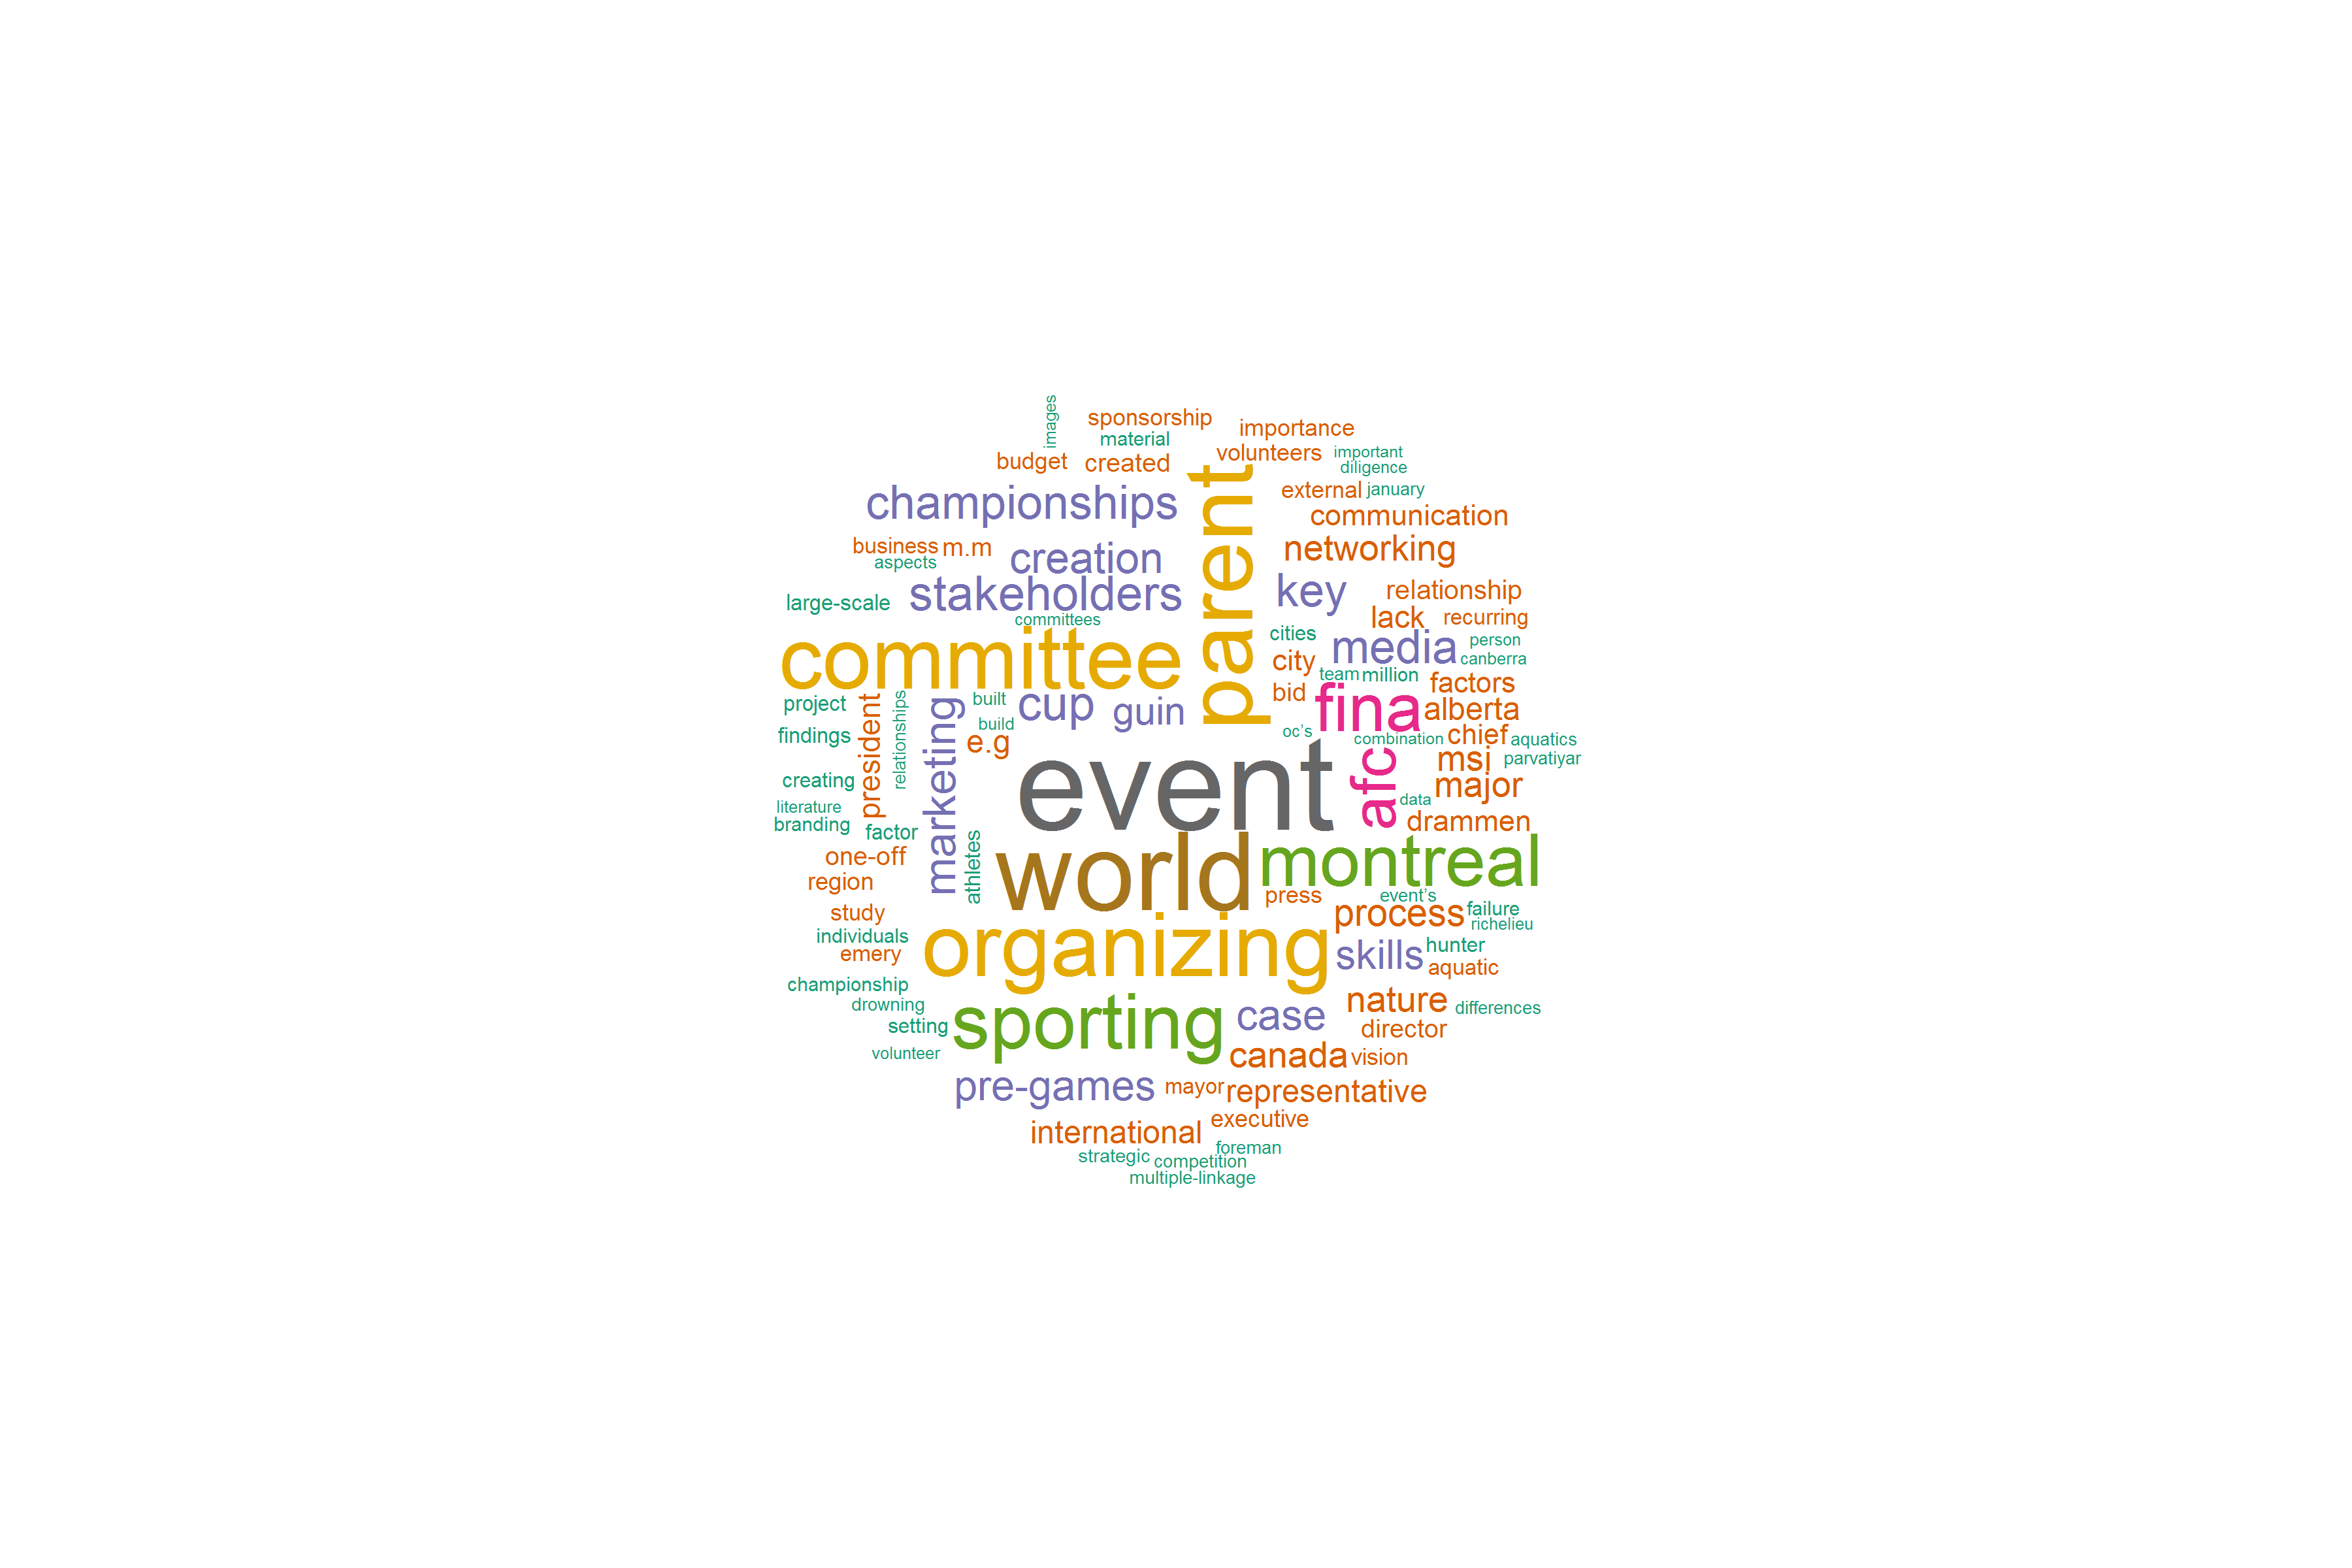 images
sponsorship
importance
material
volunteers
important
budget
created
diligence
parent
championships
external
january
communication
business
m.m
networking
aspects
creation
stakeholders
key
relationship
large-scale
committees
lack
recurring
committee
cities
media
person
city
canberra
team
million
project
president
relationships
marketing
built
cup
guin
bid
fina
factors
alberta
build
findings
e.g
oc's
combination
chief
aquatics
event
afc
msi
parvatiyar
creating
major
literature
data
branding
factor
athletes
drammen
one-off
world
montreal
region
press
event's
study
process
failure
richelieu
individuals
organizing
skills
hunter
emery
aquatic
championship
drowning
nature
differences
setting
sporting
case
director
volunteer
canada
vision
pre-games
mayor
representative
international
executive
foreman
strategic
competition
multiple-linkage